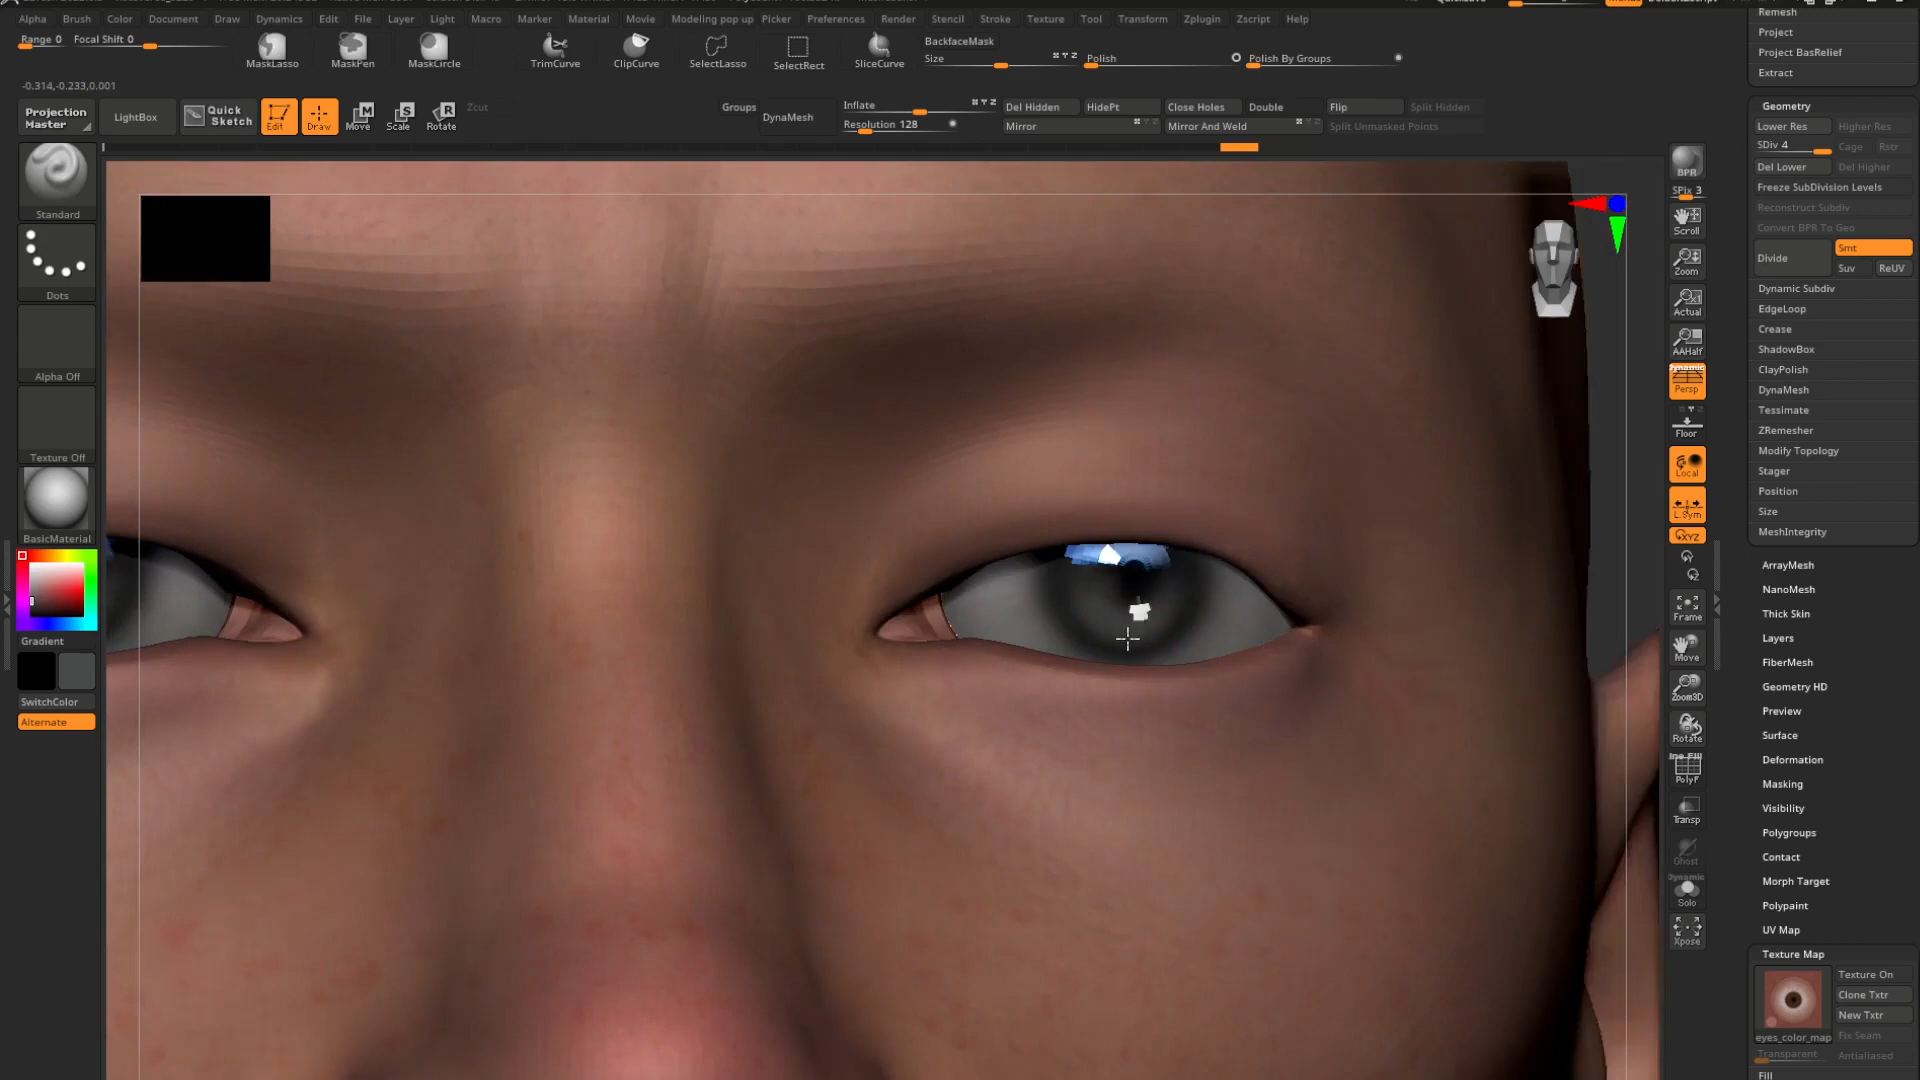 Alpha Brush Color Document Draw Dynamics Edit File Layer Light Macro Marker Material Movie Modeling pop up Picker Preferences Render Stencil Stroke Texture Tool Transform Zplugin Zscript Help
Range 0 Focal Shift 0
MaskLasso MaskPen MaskCircle TrimCurve ClipCurve SelectLasso SelectRect SliceCurve
BackfaceMask
Size Polish Polish By Groups
-0.314,-0.233,0.001
Projection Master
LightBox
Quick Sketch
Edit Draw Move Scale Rotate
Zcut
Groups
DynaMesh
Inflate
Resolution 128
Del Hidden HidePt Close Holes Double Flip Split Hidden
Mirror Mirror And Weld Split Unmasked Points
Standard
Dots
Alpha Off
Texture Off
BasicMaterial
Gradient
SwitchColor
Alternate
BPR
SPix 3
Scroll
Zoom
Actual
AAHalf
Dynamic
Persp
Floor
Local
L.Sym
XYZ
Frame
Move
Zoom3D
Rotate
Line Fill
PolyF
Transp
Ghost
Dynamic
Solo
Xpose
Remesh
Project
Project BasRelief
Extract
Geometry
Lower Res Higher Res
SDiv 4 Cage Rstr
Del Lower Del Higher
Freeze SubDivision Levels
Reconstruct Subdiv
Convert BPR To Geo
Divide Smt
Suv ReUV
Dynamic Subdiv
EdgeLoop
Crease
ShadowBox
ClayPolish
DynaMesh
Tessimate
ZRemesher
Modify Topology
Stager
Position
Size
MeshIntegrity
ArrayMesh
NanoMesh
Thick Skin
Layers
FiberMesh
Geometry HD
Preview
Surface
Deformation
Masking
Visibility
Polygroups
Contact
Morph Target
Polypaint
UV Map
Texture Map
Texture On
Clone Txtr
New Txtr
eyes_color_map Fix Seam
Transparent Antialiased
Fill